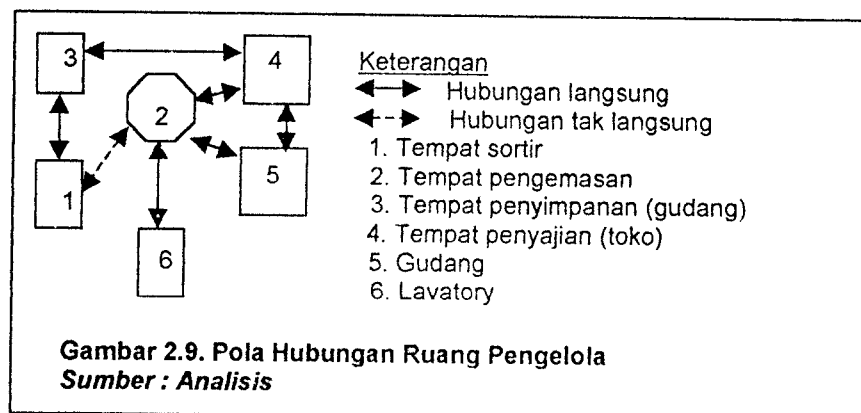 3
4
2
1
5
6
Keterangan
Hubungan langsung
Hubungan tak langsung
1. Tempat sortir
2. Tempat pengemasan
3. Tempat penyimpanan (gudang)
4. Tempat penyajian (toko)
5. Gudang
6. Lavatory
Gambar 2.9. Pola Hubungan Ruang Pengelola
Sumber : Analisis